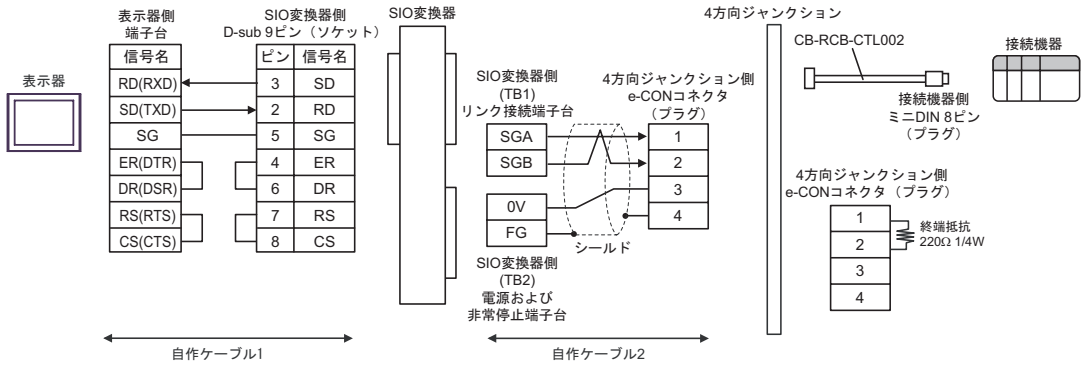 表示器
表示器側
端子台
信号名
RD(RXD)
SD(TXD)
SG
ER(DTR)
DR(DSR)
RS(RTS)
CS(CTS)
SIO変換器側
D-sub 9ピン（ソケット）
ピン 信号名
3 SD
2 RD
5 SG
4 ER
6 DR
7 RS
8 CS
自作ケーブル1
SIO変換器
SIO変換器側
(TB1)
リンク接続端子台
SGA
SGB
0V
FG
SIO変換器側
(TB2)
電源および
非常停止端子台
シールド
4方向ジャンクション側
e-CONコネクタ
（プラグ）
1
2
3
4
自作ケーブル2
4方向ジャンクション
CB-RCB-CTL002
接続機器側
ミニDIN 8ピン
（プラグ）
接続機器
4方向ジャンクション側
e-CONコネクタ（プラグ）
1
2
3
4
終端抵抗
220Ω 1/4W